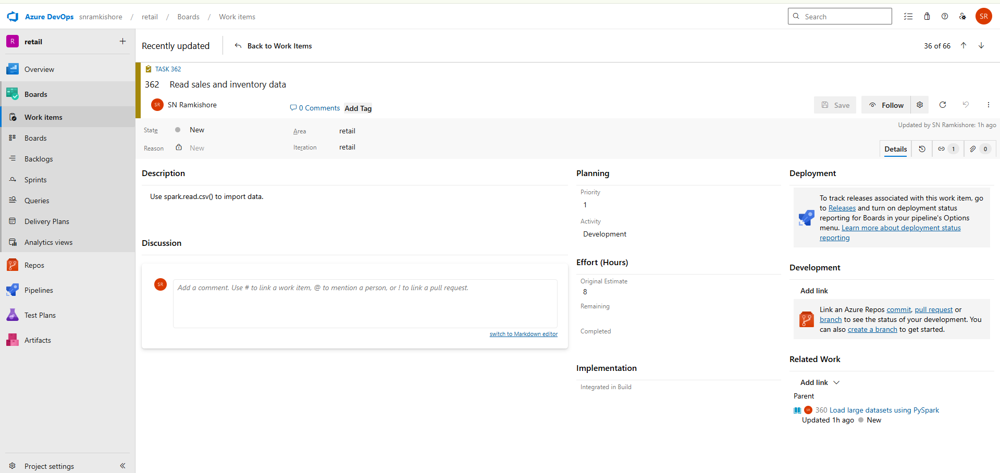 Azure DevOps snramkishore / retail / Boards / Work items
Search
SR
R retail
Recently updated
Back to Work Items
36 of 66
Overview
Boards
Work items
Boards
Backlogs
Sprints
Queries
Delivery Plans
Analytics views
Repos
Pipelines
Test Plans
Artifacts
Project settings
TASK 362
362 Read sales and inventory data
SR SN Ramkishore
0 Comments
Add Tag
Save
Follow
State New
Area retail
Updated by SN Ramkishore: 1h ago
Reason New
Iteration retail
Details
1
0
Description
Use spark.read.csv() to import data.
Discussion
SR
Add a comment. Use # to link a work item, @ to mention a person, or ! to link a pull request.
switch to Markdown editor
Planning
Priority
1
Activity
Development
Effort (Hours)
Original Estimate
8
Remaining
Completed
Implementation
Integrated in Build
Deployment
To track releases associated with this work item, go
to Releases and turn on deployment status
reporting for Boards in your pipeline's Options
menu. Learn more about deployment status
reporting
Development
Add link
Link an Azure Repos commit, pull request or
branch to see the status of your development. You
can also create a branch to get started.
Related Work
Add link
Parent
SR 360 Load large datasets using PySpark
Updated 1h ago New